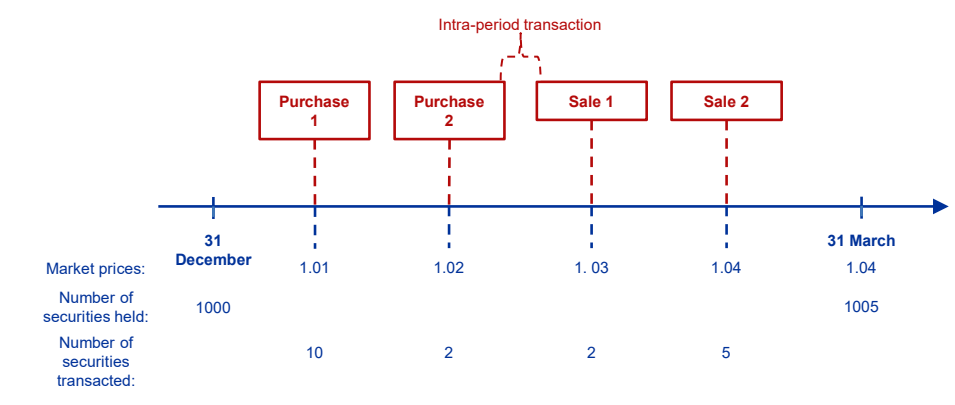 Intra-period transaction
Purchase
1
Purchase
2
Sale 1
Sale 2
31
December
31 March
Market prices:
1.01
1.02
1. 03
1.04
1.04
Number of
securities held:
1000
1005
Number of
securities
transacted:
10
2
2
5